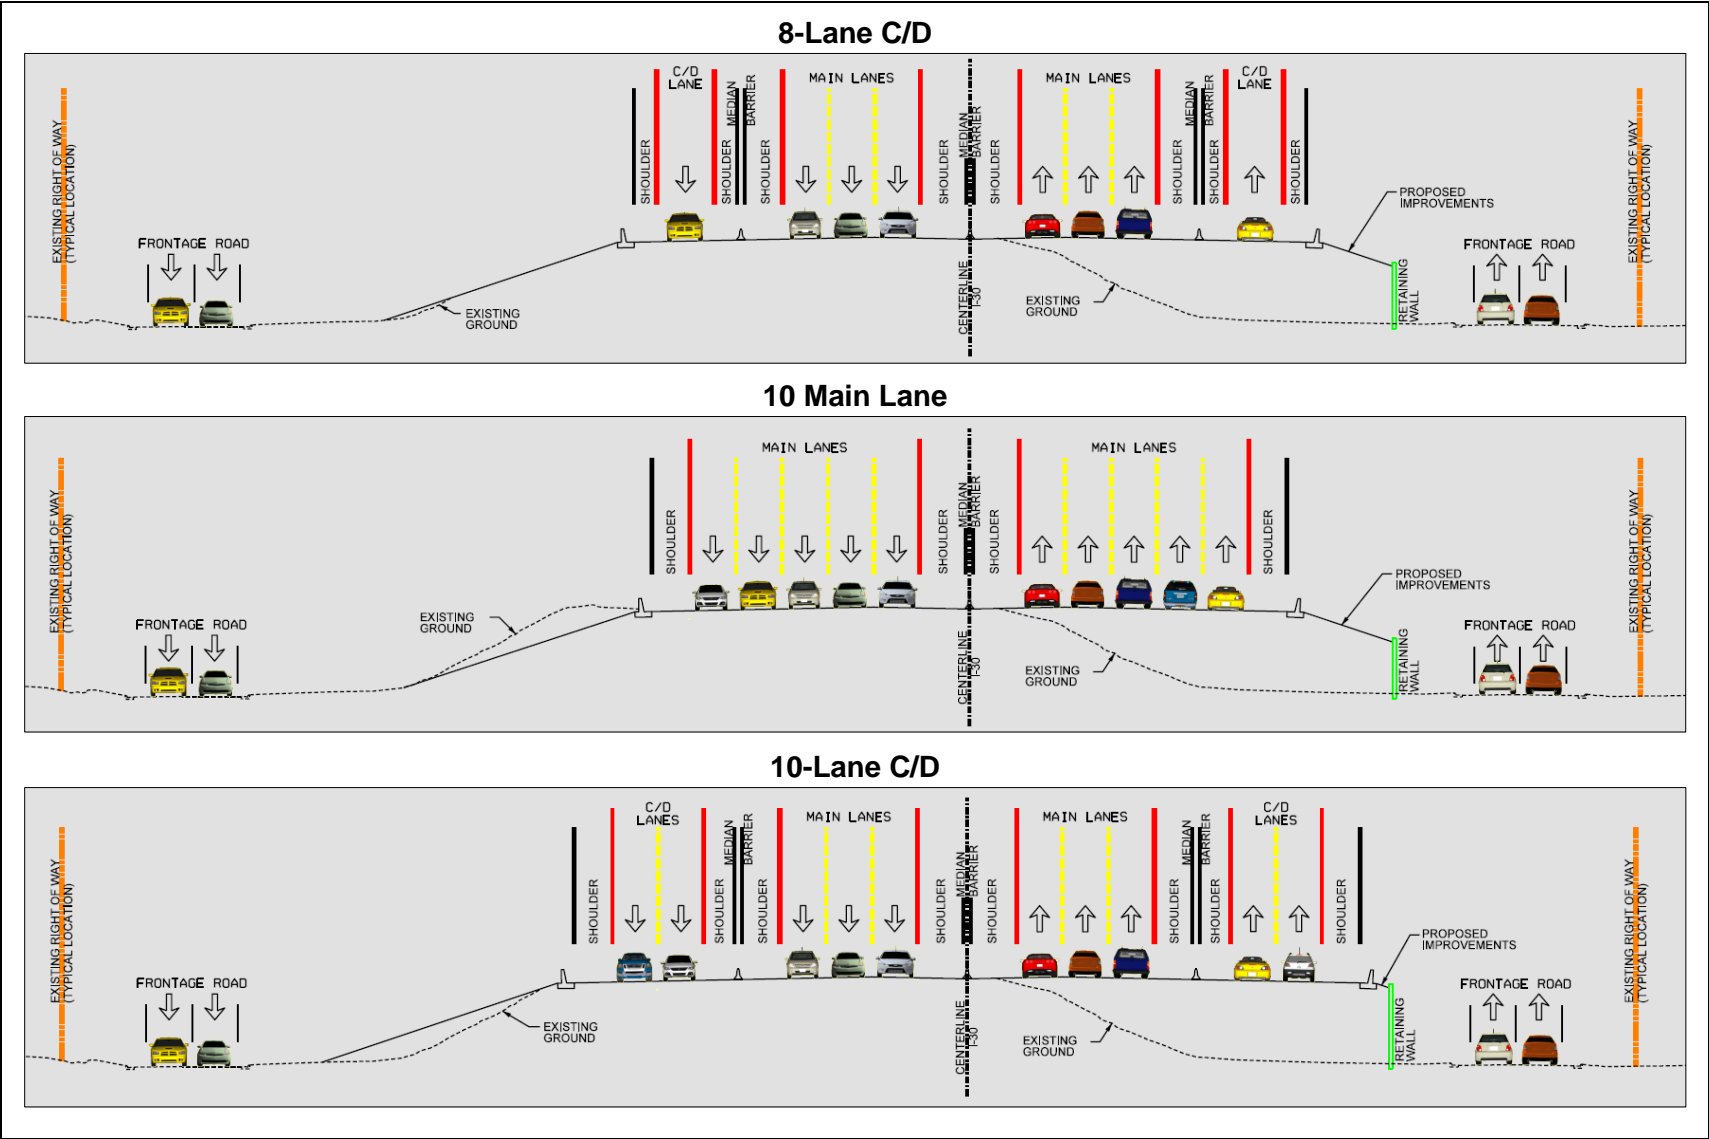 8-Lane C/D
EXISTING RIGHT OF WAY
(TYPICAL LOCATION)
FRONTAGE ROAD
EXISTING
GROUND
SHOULDER
C/D
LANE
SHOULDER
MEDIAN
BARRIER
SHOULDER
MAIN LANES
SHOULDER
MEDIAN
BARRIER
CENTERLINE
I-30
SHOULDER
MAIN LANES
SHOULDER
MEDIAN
BARRIER
SHOULDER
C/D
LANE
SHOULDER
EXISTING
GROUND
PROPOSED
IMPROVEMENTS
RETAINING
WALL
FRONTAGE ROAD
EXISTING RIGHT OF WAY
(TYPICAL LOCATION)
10 Main Lane
EXISTING RIGHT OF WAY
(TYPICAL LOCATION)
FRONTAGE ROAD
EXISTING
GROUND
SHOULDER
MAIN LANES
SHOULDER
MEDIAN
BARRIER
CENTERLINE
I-30
SHOULDER
MAIN LANES
SHOULDER
EXISTING
GROUND
PROPOSED
IMPROVEMENTS
RETAINING
WALL
FRONTAGE ROAD
EXISTING RIGHT OF WAY
(TYPICAL LOCATION)
10-Lane C/D
EXISTING RIGHT OF WAY
(TYPICAL LOCATION)
FRONTAGE ROAD
EXISTING
GROUND
SHOULDER
C/D
LANES
SHOULDER
MEDIAN
BARRIER
SHOULDER
MAIN LANES
SHOULDER
MEDIAN
BARRIER
CENTERLINE
I-30
SHOULDER
MAIN LANES
SHOULDER
MEDIAN
BARRIER
SHOULDER
C/D
LANES
SHOULDER
EXISTING
GROUND
PROPOSED
IMPROVEMENTS
RETAINING
WALL
FRONTAGE ROAD
EXISTING RIGHT OF WAY
(TYPICAL LOCATION)